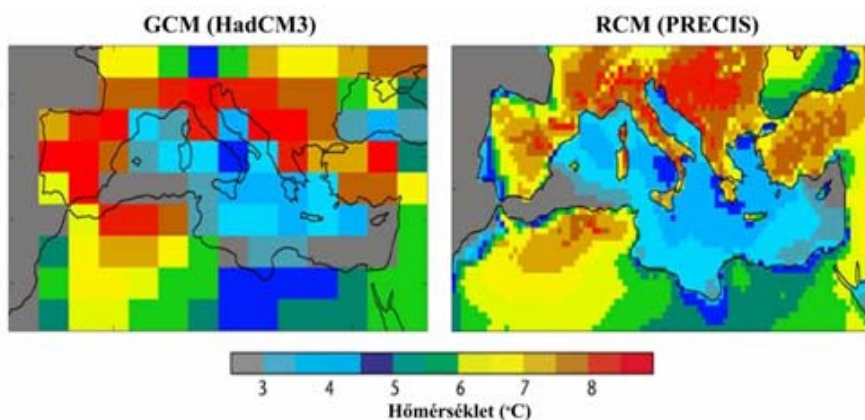 GCM (HadCM3)
RCM (PRECIS)
3 4 5 6 7 8
Hőmérséklet (°C)